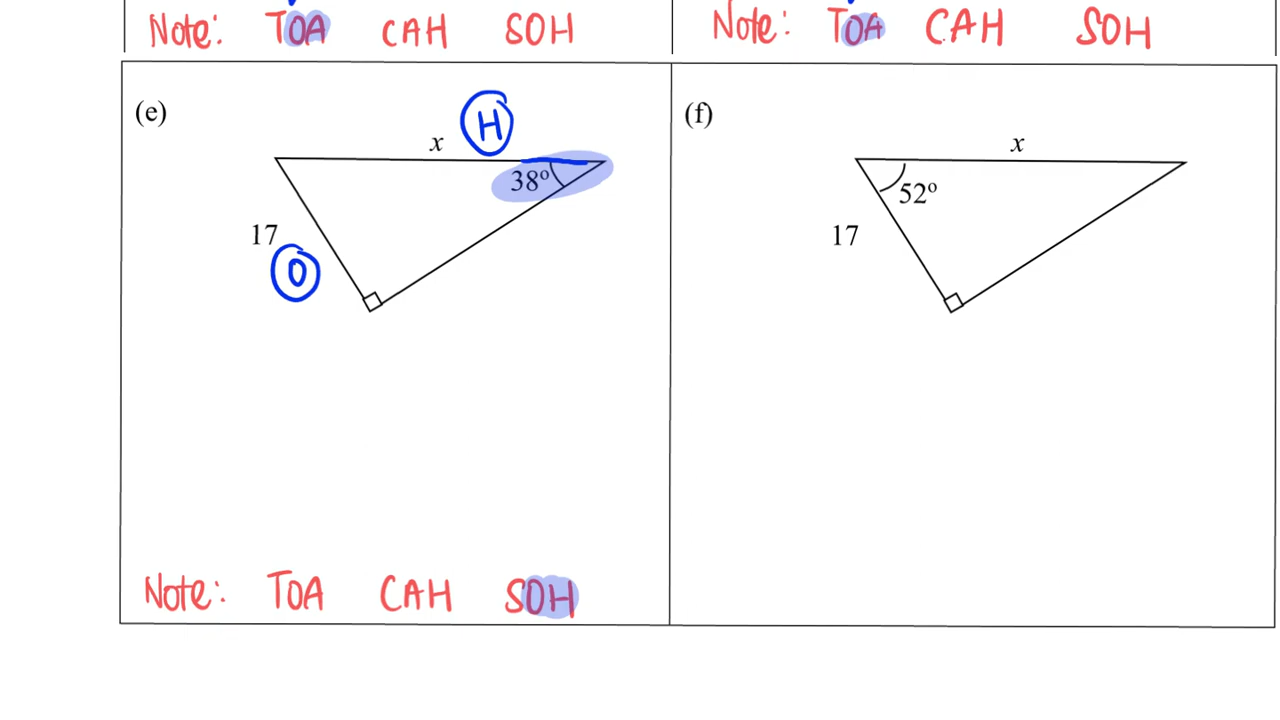 Note: TOA CAH SOH
Note: TOA CAH SOH
(e)
H
x
38°
17
O
Note: TOA CAH SOH
(f)
x
52°
17